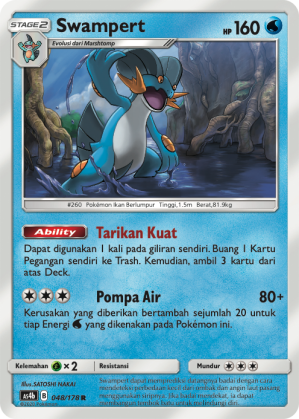 STAGE2 Swampert HP 160
Evolusi dari Marshtomp
#260 Pokémon Ikan Berlumpur Tinggi,1.5m Berat,81.9kg
Ability Tarikan Kuat
Dapat digunakan 1 kali pada giliran sendiri. Buang 1 Kartu
Pegangan sendiri ke Trash. Kemudian, ambil 3 kartu dari
atas Deck.
Pompa Air 80+
Kerusakan yang diberikan bertambah sejumlah 20 untuk
tiap Energi yang dikenakan pada Pokémon ini.
Kelemahan ×2 Resistansi Mundur
Illus.SATOSHI NAKAI
AS4b B 048/178 R